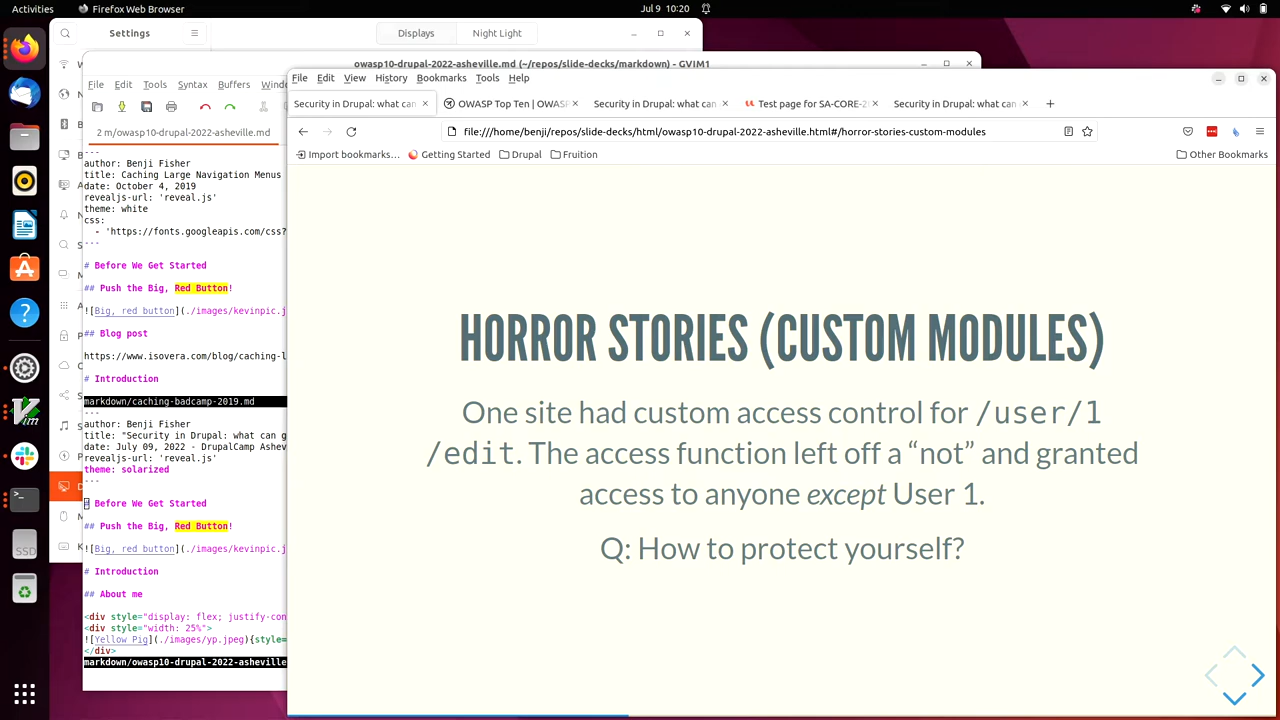 Activities
Firefox Web Browser
Jul 9 10:20
Settings
Displays
Night Light
owasp10-drupal-2022-asheville.md (~/repos/slide-decks/markdown) - GVIM1
File Edit Tools Syntax Buffers
2 m/owasp10-drupal-2022-asheville.md
---
author: Benji Fisher
title: Caching Large Navigation Menus
date: October 4, 2019
revealjs-url: 'reveal.js'
theme: white
css:
- 'https://fonts.googleapis.com/css?
---
# Before We Get Started
## Push the Big, Red Button!
![Big, red button](./images/kevinpic.j
## Blog post
https://www.isovera.com/blog/caching-l
# Introduction
markdown/caching-badcamp-2019.md
---
author: Benji Fisher
title: "Security in Drupal: what can g
date: July 09, 2022 - DrupalCamp Ashev
revealjs-url: 'reveal.js'
theme: solarized
---
# Before We Get Started
## Push the Big, Red Button!
![Big, red button](./images/kevinpic.j
# Introduction
## About me
<div style="display: flex; justify-con
<div style="width: 25%">
![Yellow Pig](./images/yp.jpeg){style=
</div>
markdown/owasp10-drupal-2022-asheville
File Edit View History Bookmarks Tools Help
Security in Drupal: what can
OWASP Top Ten | OWASP
Security in Drupal: what can
Test page for SA-CORE-2
Security in Drupal: what can
file:///home/benji/repos/slide-decks/html/owasp10-drupal-2022-asheville.html#/horror-stories-custom-modules
Import bookmarks... Getting Started Drupal Fruition Other Bookmarks
HORROR STORIES (CUSTOM MODULES)
One site had custom access control for /user/1
/edit. The access function left off a “not” and granted
access to anyone except User 1.
Q: How to protect yourself?
SSD